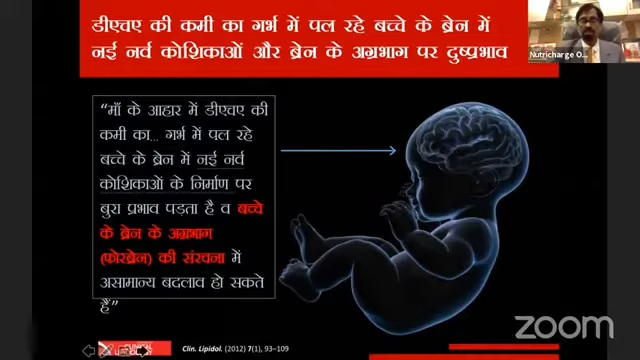 डीएचए की कमी का गर्भ में पल रहे बच्चे के ब्रेन में
नई नर्व कोशिकाओं और ब्रेन के अग्रभाग पर दुष्प्रभाव
Nutricharge O...
“माँ के आहार में डीएचए की
कमी का... गर्भ में पल रहे
बच्चे के ब्रेन में नई नर्व
कोशिकाओं के निर्माण पर
बुरा प्रभाव पड़ता है व बच्चे
के ब्रेन के अग्रभाग
(फोरब्रेन) की संरचना में
असामान्य बदलाव हो सकते
हैं”
Clin. Lipidol. (2012) 7(1), 93–109
zoom